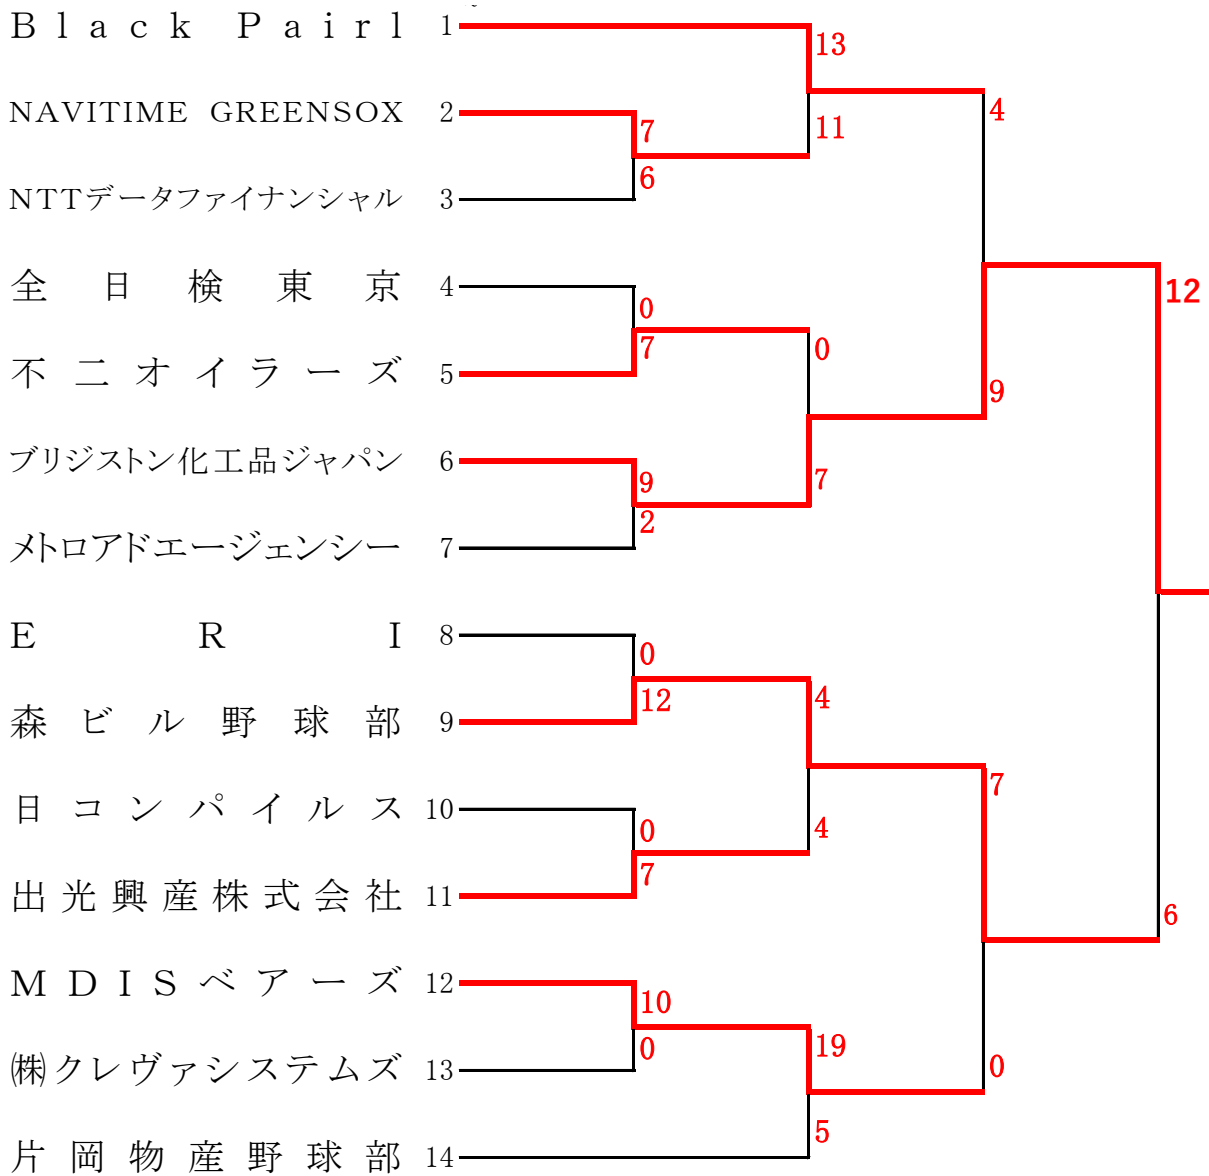 Black Pairl 1
13
4
NAVITIME GREENSOX 2
7
11
6
NTTデータファイナンシャル 3
全日検東京 4
0
12
7
0
不二オイラーズ 5
9
ブリジストン化工品ジャパン 6
9
7
2
メトロアドエージェンシー 7
ERI 8
0
12
4
森ビル野球部 9
7
日コンパイルス 10
0
4
7
出光興産株式会社 11
6
MDISベアーズ 12
10
0
19
㈱クレヴァシステムズ 13
0
5
片岡物産野球部 14